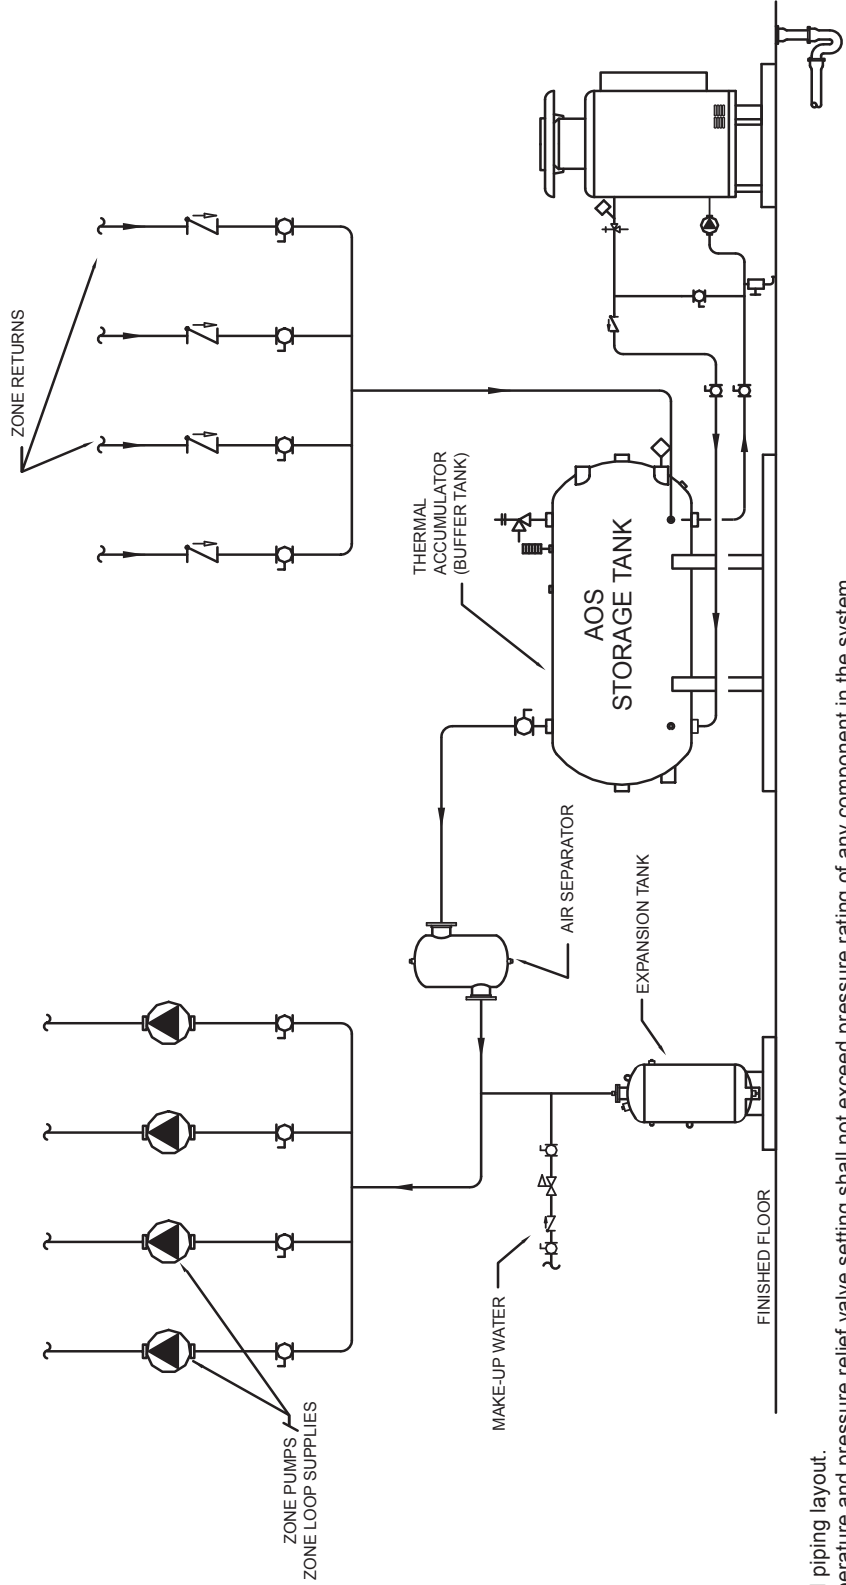 ZONE RETURNS
THERMAL
ACCUMULATOR
(BUFFER TANK)
AOS
STORAGE TANK
AIR SEPARATOR
EXPANSION TANK
ZONE PUMPS
ZONE LOOP SUPPLIES
MAKE-UP WATER
FINISHED FLOOR
piping layout.
pressure relief valve setting shall not exceed pressure rating of any component in the system